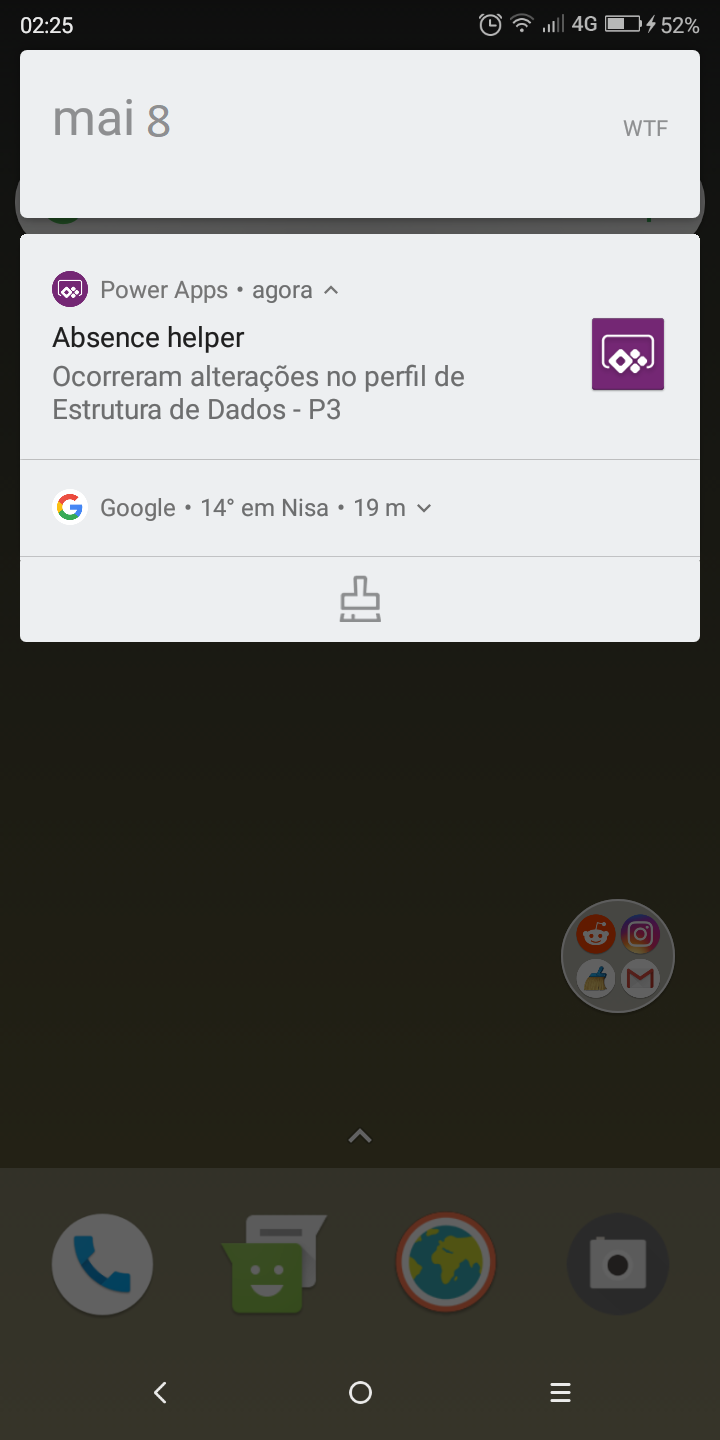 02:25
4G 52%
mai 8
WTF
Power Apps • agora
Absence helper
Ocorreram alterações no perfil de
Estrutura de Dados - P3
Google • 14° em Nisa • 19 m